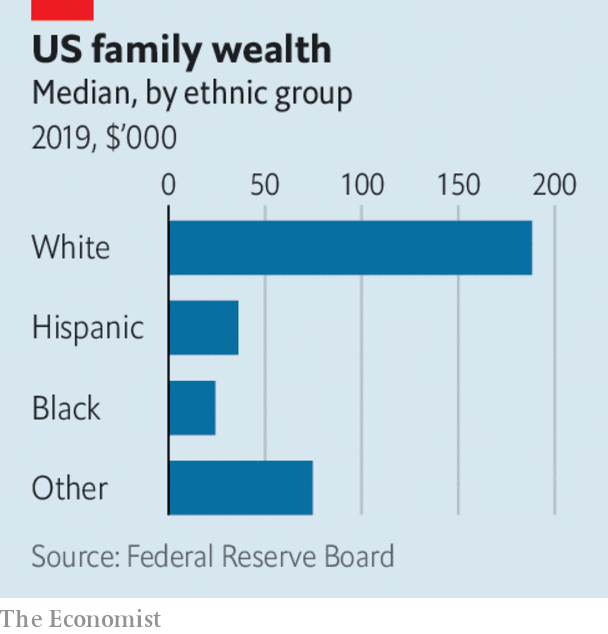 US family wealth
Median, by ethnic group
2019, $’000
0 50 100 150 200
White
Hispanic
Black
Other
Source: Federal Reserve Board
The Economist